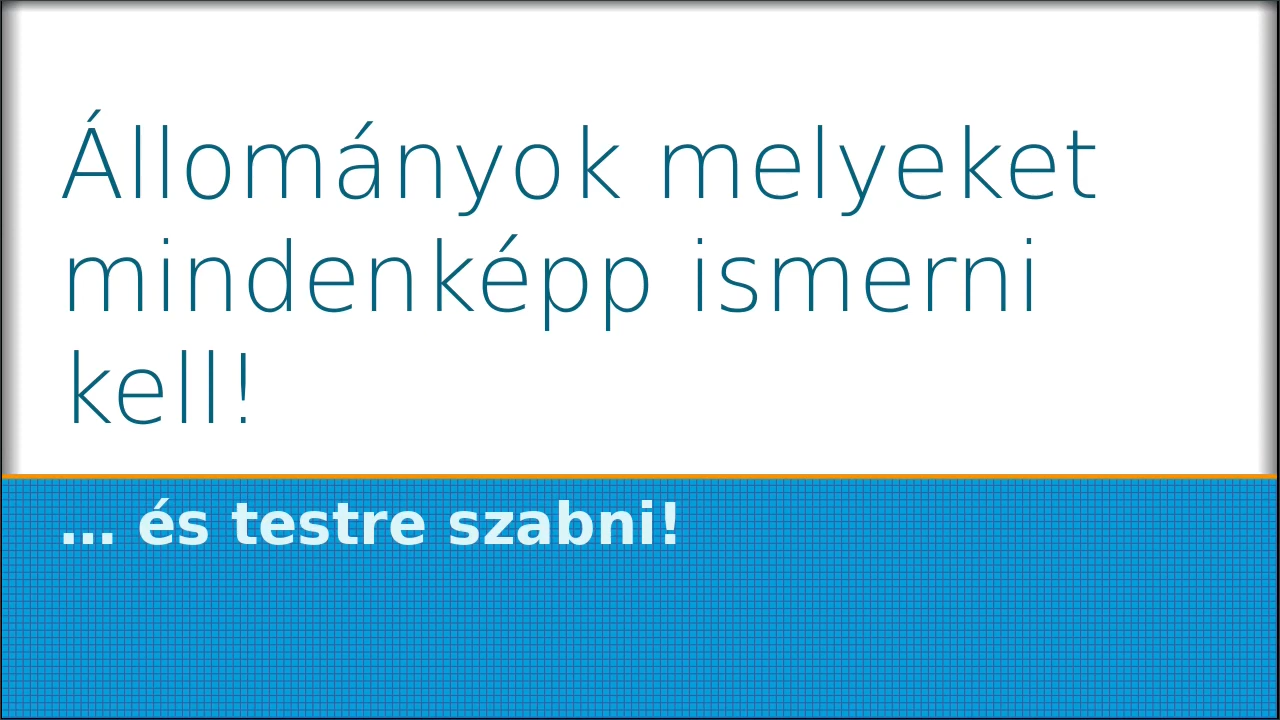 Állományok melyeket
mindenképp ismerni
kell!
… és testre szabni!